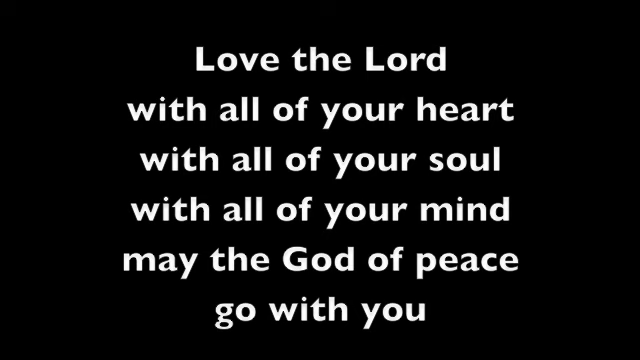 Love the Lord
with all of your heart
with all of your soul
with all of your mind
may the God of peace
go with you